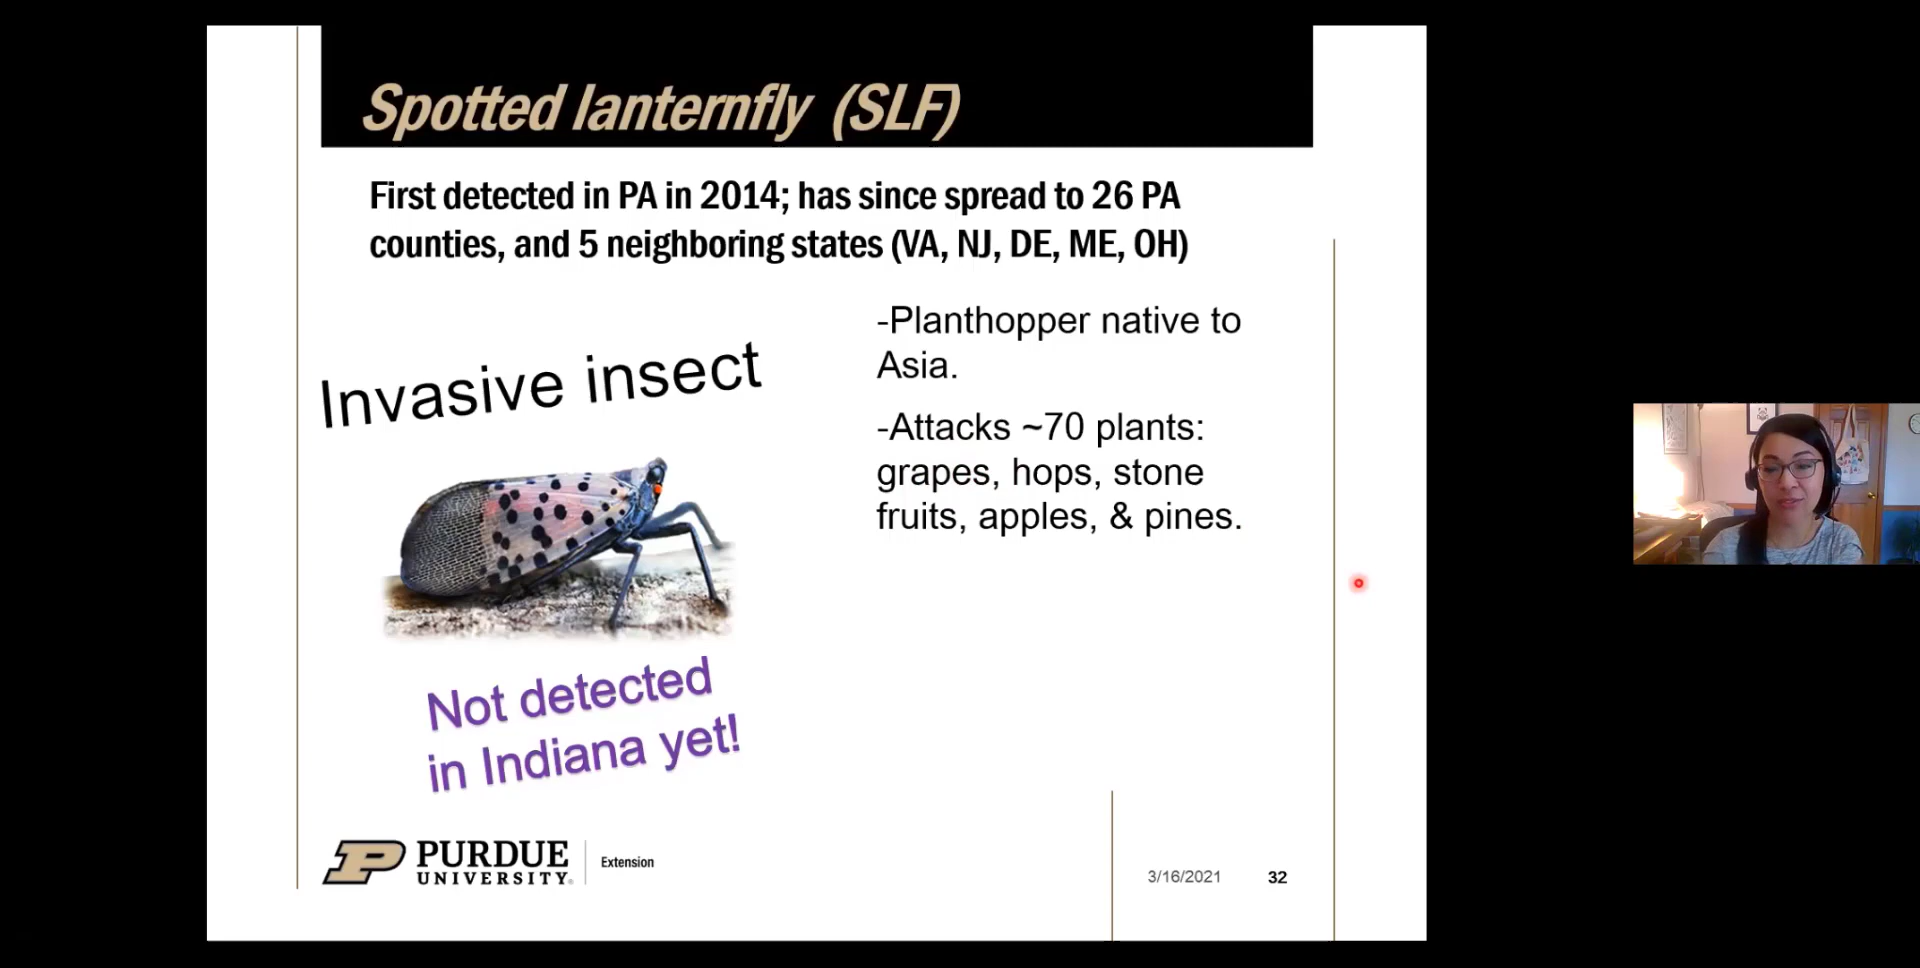 Spotted lanternfly (SLF)
First detected in PA in 2014; has since spread to 26 PA
counties, and 5 neighboring states (VA, NJ, DE, ME, OH)
Invasive insect
-Planthopper native to
Asia.
-Attacks ~70 plants:
grapes, hops, stone
fruits, apples, & pines.
Not detected
in Indiana yet!
PURDUE
UNIVERSITY®
Extension
3/16/2021
32